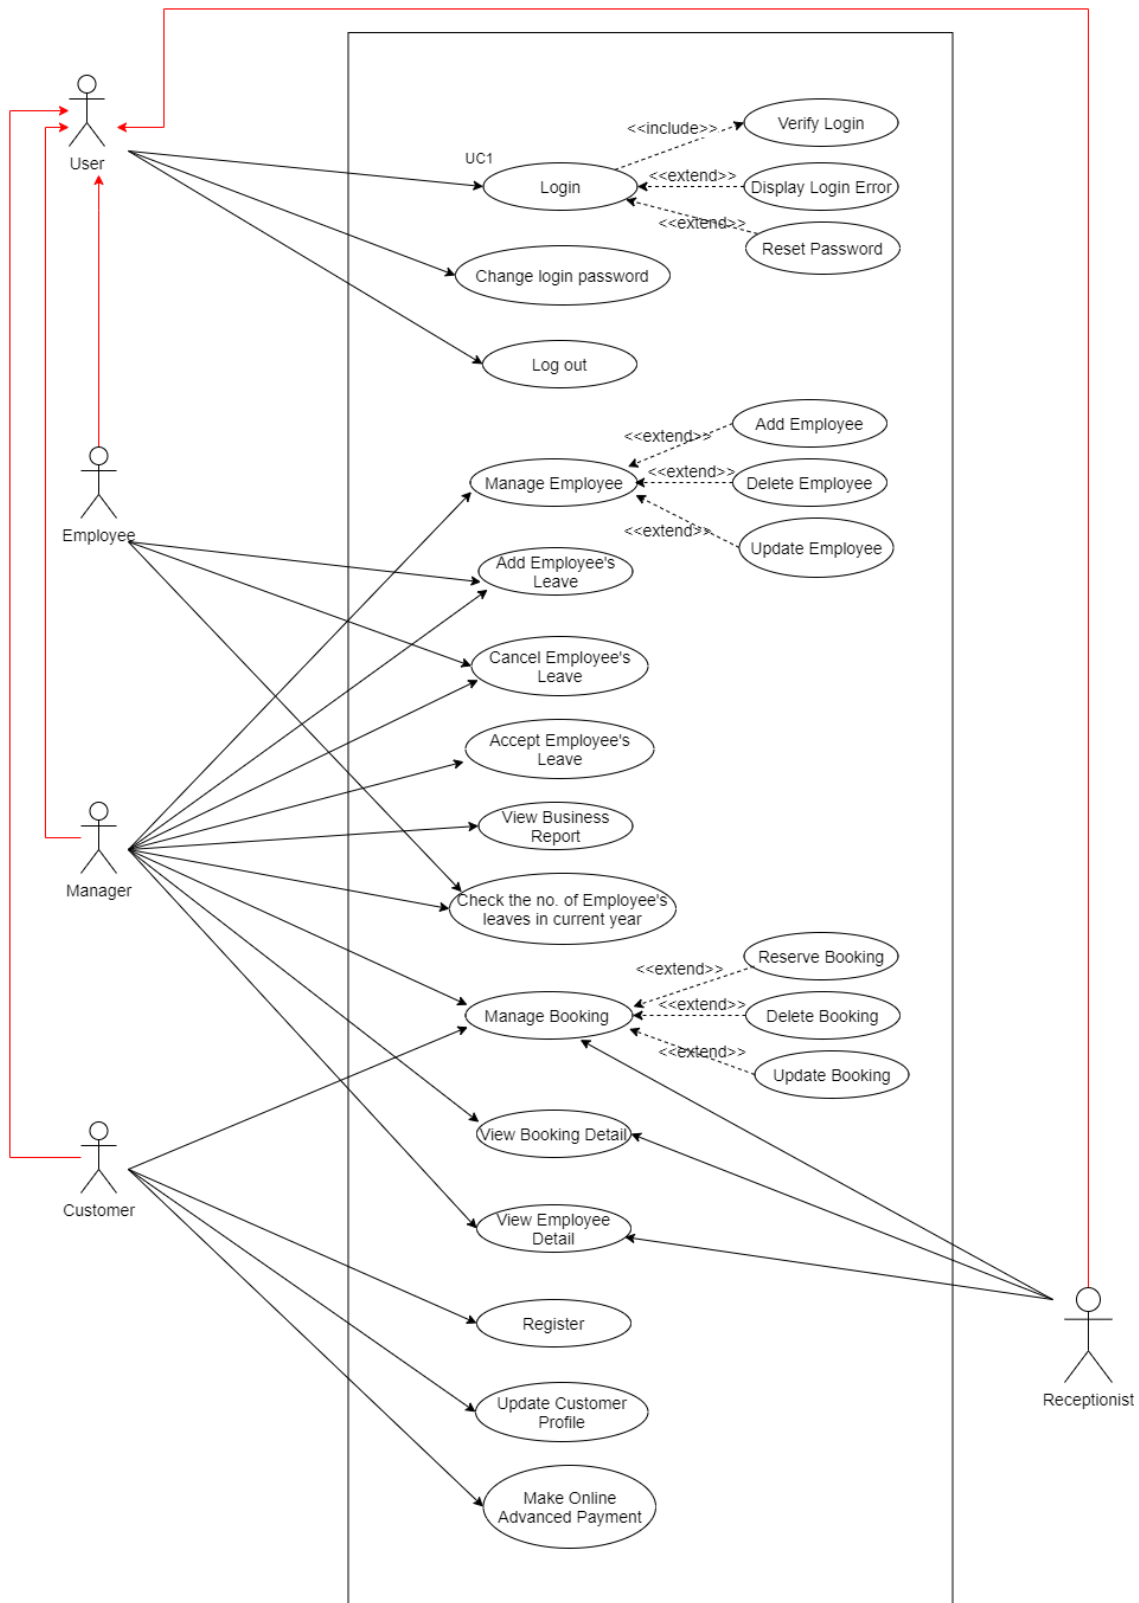 Verify Login
<<include>>
UC1
User
Login
<<extend>>
Display Login Error
<<extend>>
Reset Password
Change login password
Log out
Add Employee
<<extend>>
<<extend>>
Manage Employee
Delete Employee
Employee
<<extend>>
Update Employee
Add Employee's
Leave
Cancel Employee's
Leave
Accept Employee's
Leave
View Business
Report
Manager
Check the no. of Employee's
leaves in current year
Reserve Booking
<<extend>>
<<extend>>
Manage Booking
Delete Booking
<<extend>>
Update Booking
View Booking Detail
Customer
View Employee
Detail
Register
Receptionist
Update Customer
Profile
Make Online
Advanced Payment